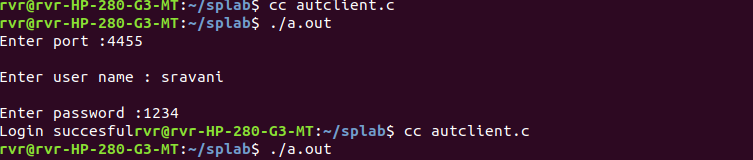 rvr@rvr-HP-280-G3-MT:~/splab$ cc autclient.c
rvr@rvr-HP-280-G3-MT:~/splab$ ./a.out
Enter port :4455
Enter user name : sravani
Enter password :1234
Login succesfulrvr@rvr-HP-280-G3-MT:~/splab$ cc autclient.c
rvr@rvr-HP-280-G3-MT:~/splab$ ./a.out